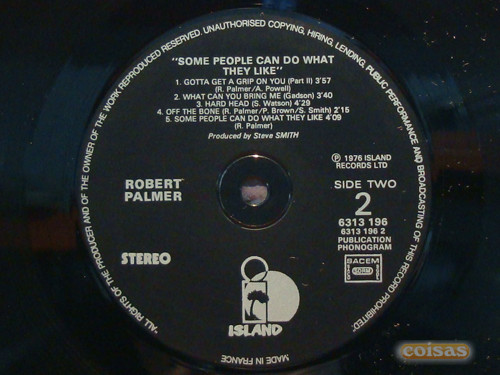 "ALL RIGHTS OF THE PRODUCER AND OF THE OWNER OF THE WORK REPRODUCED RESERVED. UNAUTHORISED COPYING, HIRING, LENDING, PUBLIC PERFORMANCE AND BROADCASTING OF THIS RECORD PROHIBITED"
"SOME PEOPLE CAN DO WHAT
THEY LIKE"
1. GOTTA GET A GRIP ON YOU (Part II) 3'57
(R. Palmer/A. Powell)
2. WHAT CAN YOU BRING ME (Gadson) 3'40
3. HARD HEAD (S. Watson) 4'29
4. OFF THE BONE (R. Palmer/P. Brown/S. Smith) 2'15
5. SOME PEOPLE CAN DO WHAT THEY LIKE 4'09
(R. Palmer)
Produced by Steve SMITH
ROBERT
PALMER
STEREO
Ⓟ 1976 ISLAND
RECORDS LTD
SIDE TWO
2
6313 196
6313 196 2
PUBLICATION
PHONOGRAM
SACEM
i
ISLAND
MADE IN FRANCE
coisas